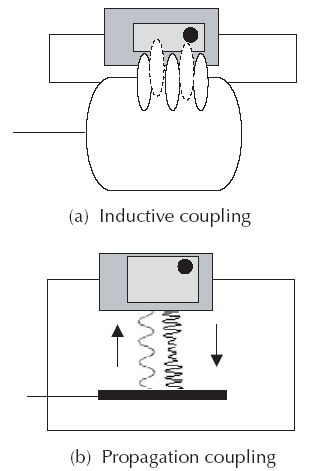 (a) Inductive coupling
(b) Propagation coupling